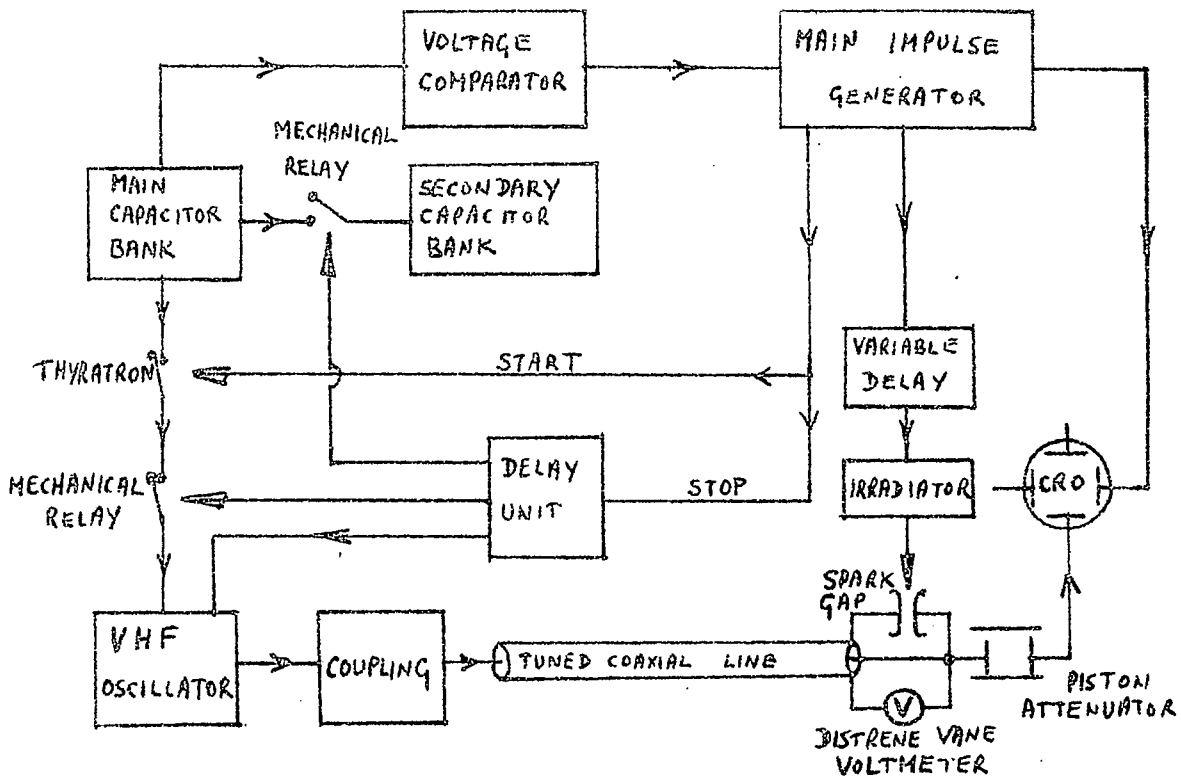 VOLTAGE
COMPARATOR
MAIN IMPULSE
GENERATOR
MECHANICAL
RELAY
MAIN
CAPACITOR
BANK
SECONDARY
CAPACITOR
BANK
THYRATRON
START
VARIABLE
DELAY
MECHANICAL
RELAY
DELAY
UNIT
STOP
IRRADIATOR
CRO
SPARK
GAP
VHF
OSCILLATOR
COUPLING
TUNED COAXIAL LINE
V
PISTON
ATTENUATOR
DISTRENE VANE
VOLTMETER